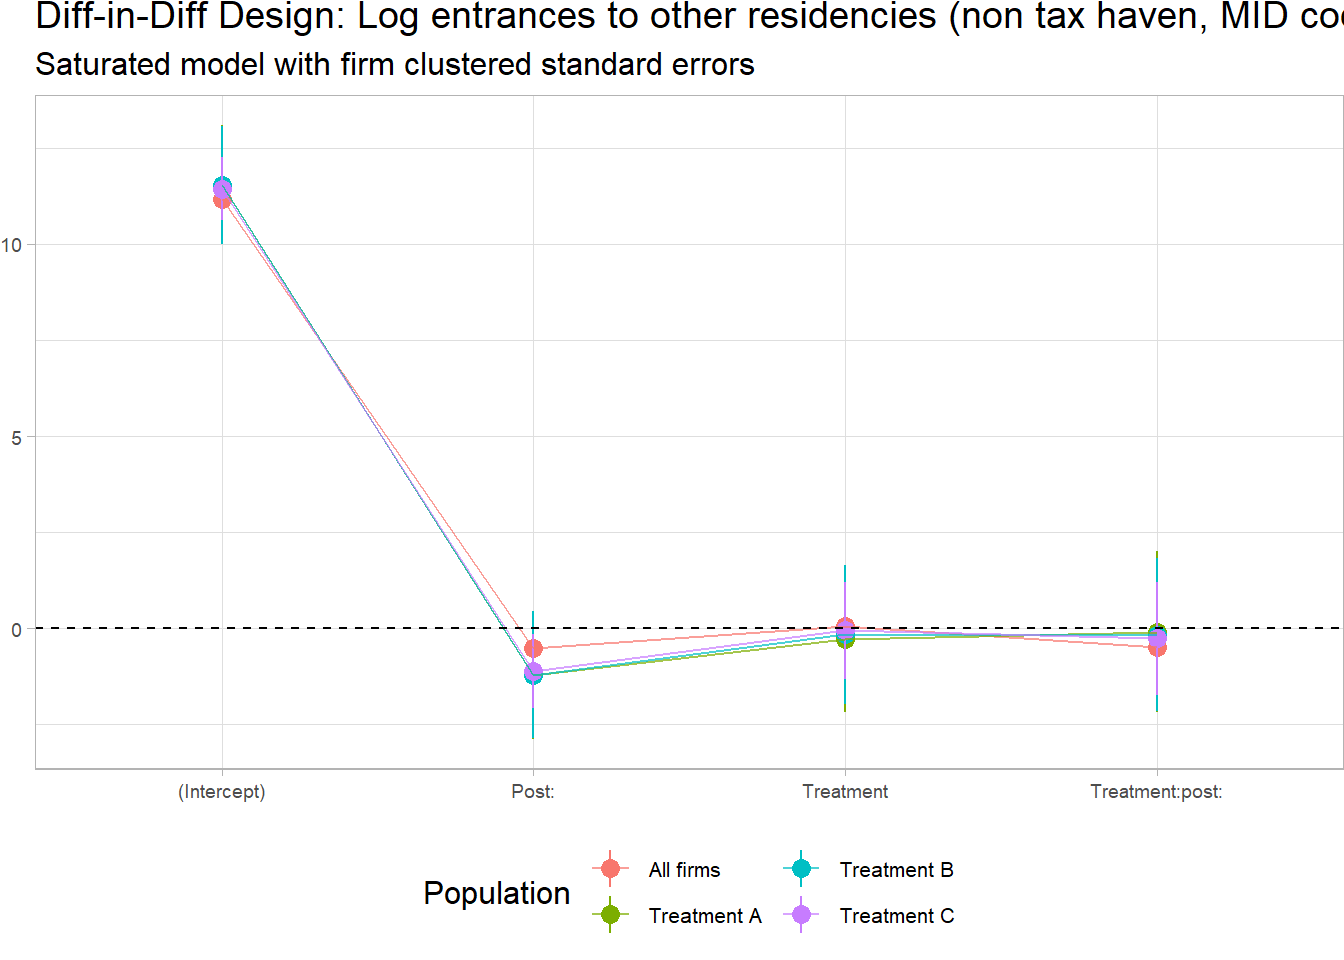 Diff-in-Diff Design: Log entrances to other residencies (non tax haven, MID
Saturated model with firm clustered standard errors
10
5
0
(Intercept) Post: Treatment Treatment:post:
Population
All firms Treatment B
Treatment A Treatment C